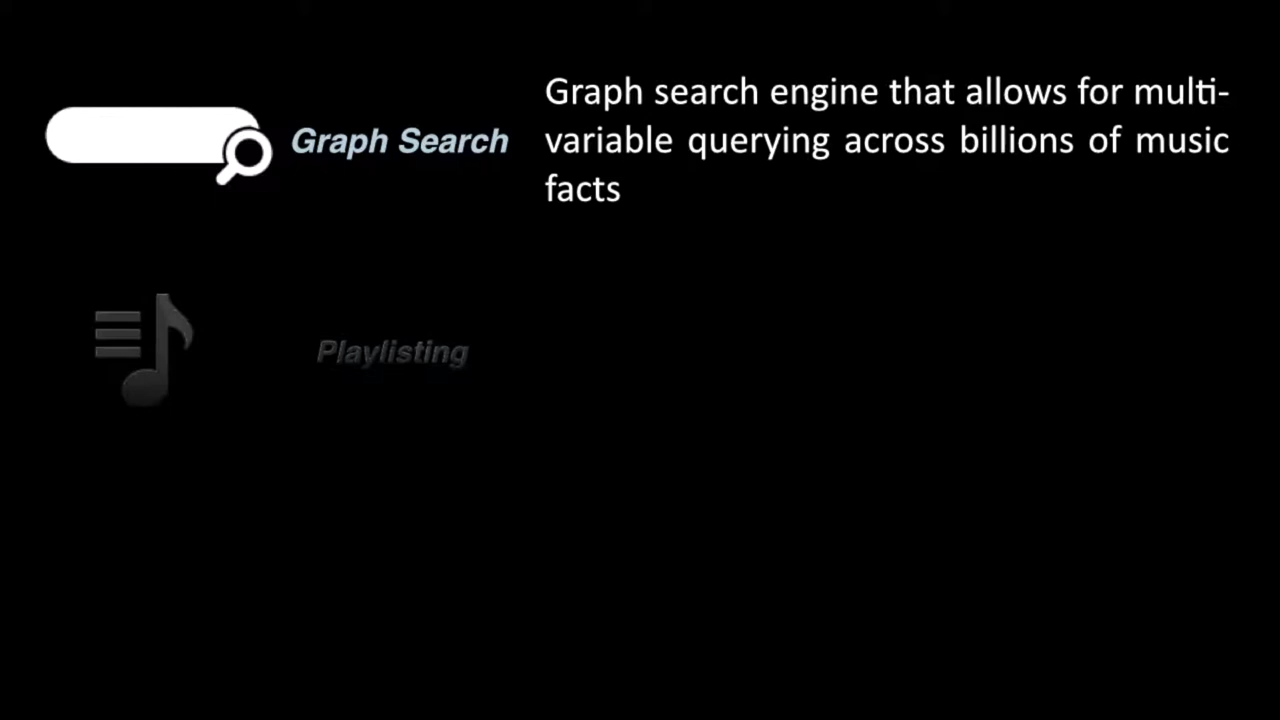 Graph Search
Graph search engine that allows for multi-
variable querying across billions of music
facts
Playlisting